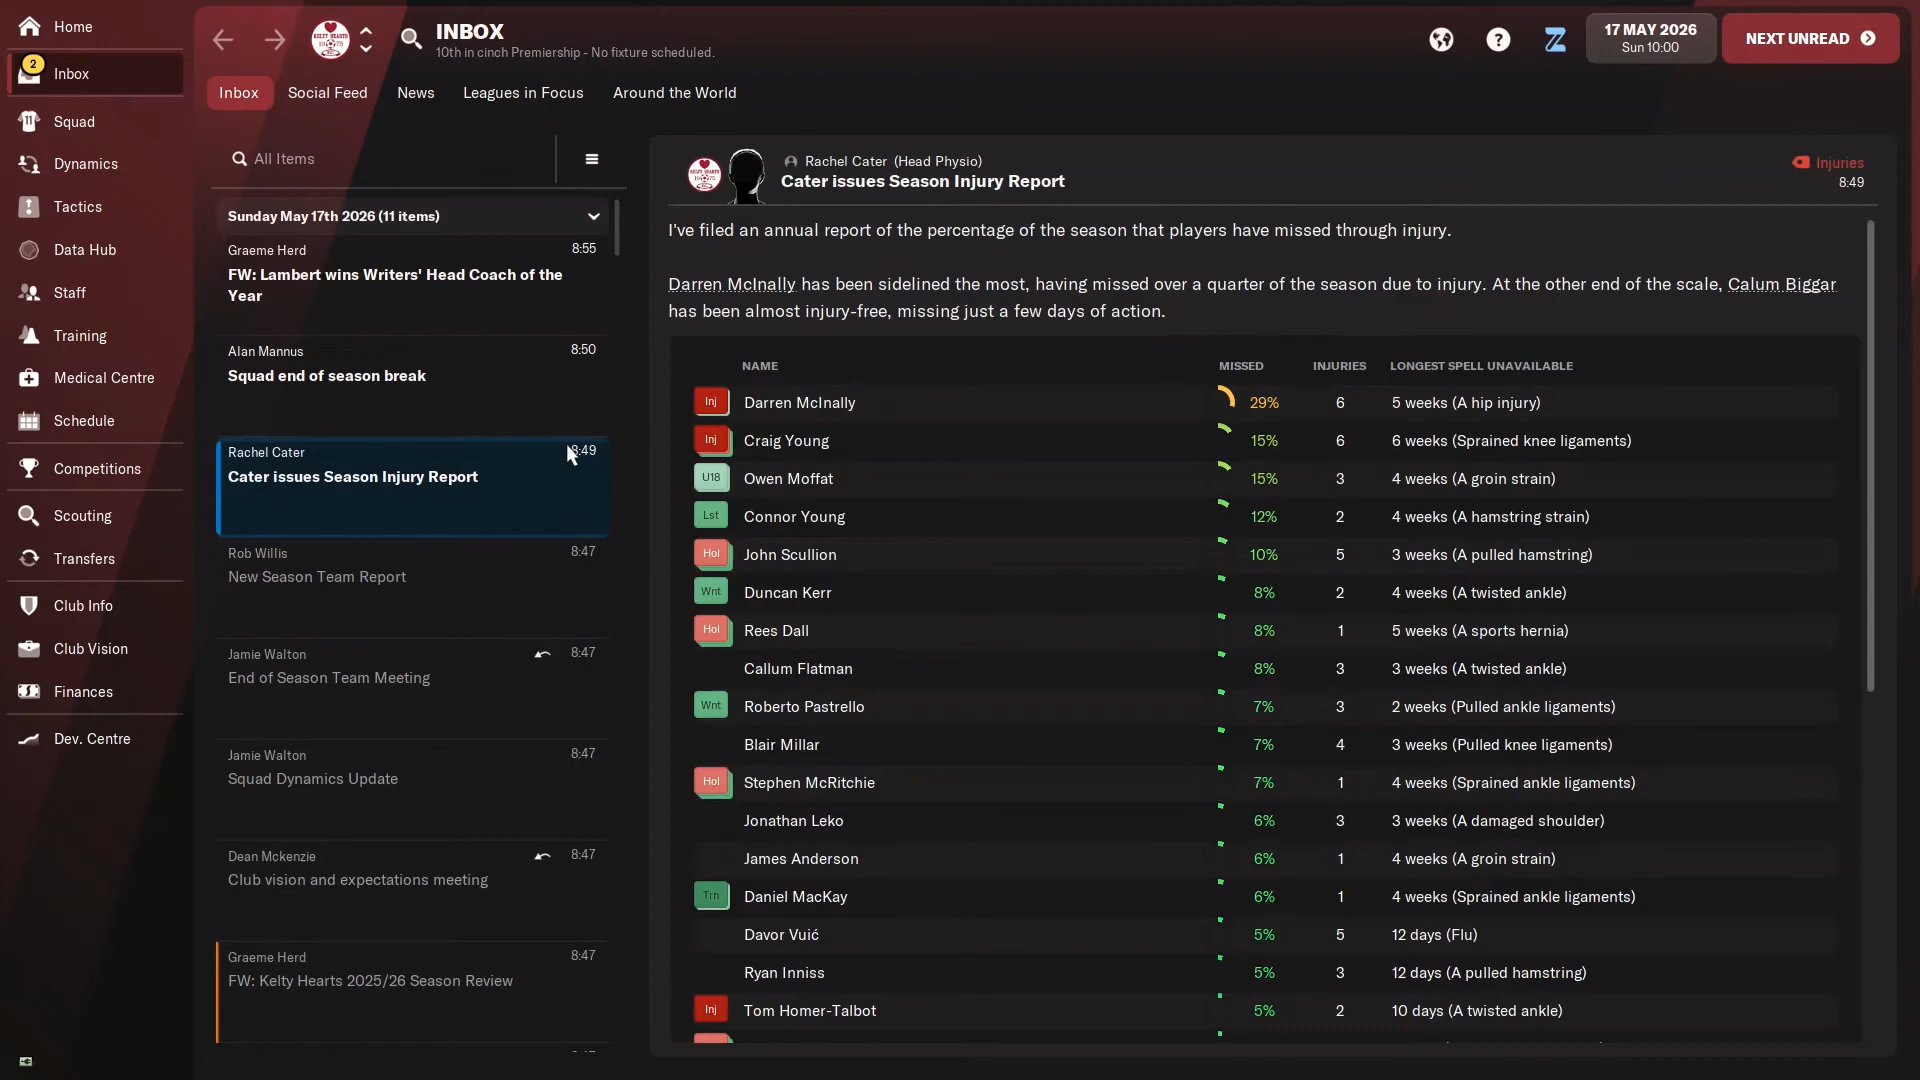 Home
2
Inbox
Squad
Dynamics
Tactics
Data Hub
Staff
Training
Medical Centre
Schedule
Competitions
Scouting
Transfers
Club Info
Club Vision
Finances
Dev. Centre
INBOX
10th in cinch Premiership - No fixture scheduled.
17 MAY 2026
Sun 10:00
NEXT UNREAD
Inbox Social Feed News Leagues in Focus Around the World
All Items
Sunday May 17th 2026 (11 items)
Graeme Herd 8:55
FW: Lambert wins Writers' Head Coach of the
Year
Alan Mannus 8:50
Squad end of season break
Rachel Cater 8:49
Cater issues Season Injury Report
Rob Willis 8:47
New Season Team Report
Jamie Walton 8:47
End of Season Team Meeting
Jamie Walton 8:47
Squad Dynamics Update
Dean Mckenzie 8:47
Club vision and expectations meeting
Graeme Herd 8:47
FW: Kelty Hearts 2025/26 Season Review
Rachel Cater (Head Physio)
Cater issues Season Injury Report
Injuries
8:49
I've filed an annual report of the percentage of the season that players have missed through injury.
Darren McInally has been sidelined the most, having missed over a quarter of the season due to injury. At the other end of the scale, Calum Biggar
has been almost injury-free, missing just a few days of action.
NAME MISSED INJURIES LONGEST SPELL UNAVAILABLE
Inj Darren McInally 29% 6 5 weeks (A hip injury)
Inj Craig Young 15% 6 6 weeks (Sprained knee ligaments)
U18 Owen Moffat 15% 3 4 weeks (A groin strain)
Lst Connor Young 12% 2 4 weeks (A hamstring strain)
Hol John Scullion 10% 5 3 weeks (A pulled hamstring)
Wnt Duncan Kerr 8% 2 4 weeks (A twisted ankle)
Hol Rees Dall 8% 1 5 weeks (A sports hernia)
Callum Flatman 8% 3 3 weeks (A twisted ankle)
Wnt Roberto Pastrello 7% 3 2 weeks (Pulled ankle ligaments)
Blair Millar 7% 4 3 weeks (Pulled knee ligaments)
Hol Stephen McRitchie 7% 1 4 weeks (Sprained ankle ligaments)
Jonathan Leko 6% 3 3 weeks (A damaged shoulder)
James Anderson 6% 1 4 weeks (A groin strain)
Trn Daniel MacKay 6% 1 4 weeks (Sprained ankle ligaments)
Davor Vuić 5% 5 12 days (Flu)
Ryan Inniss 5% 3 12 days (A pulled hamstring)
Inj Tom Homer-Talbot 5% 2 10 days (A twisted ankle)